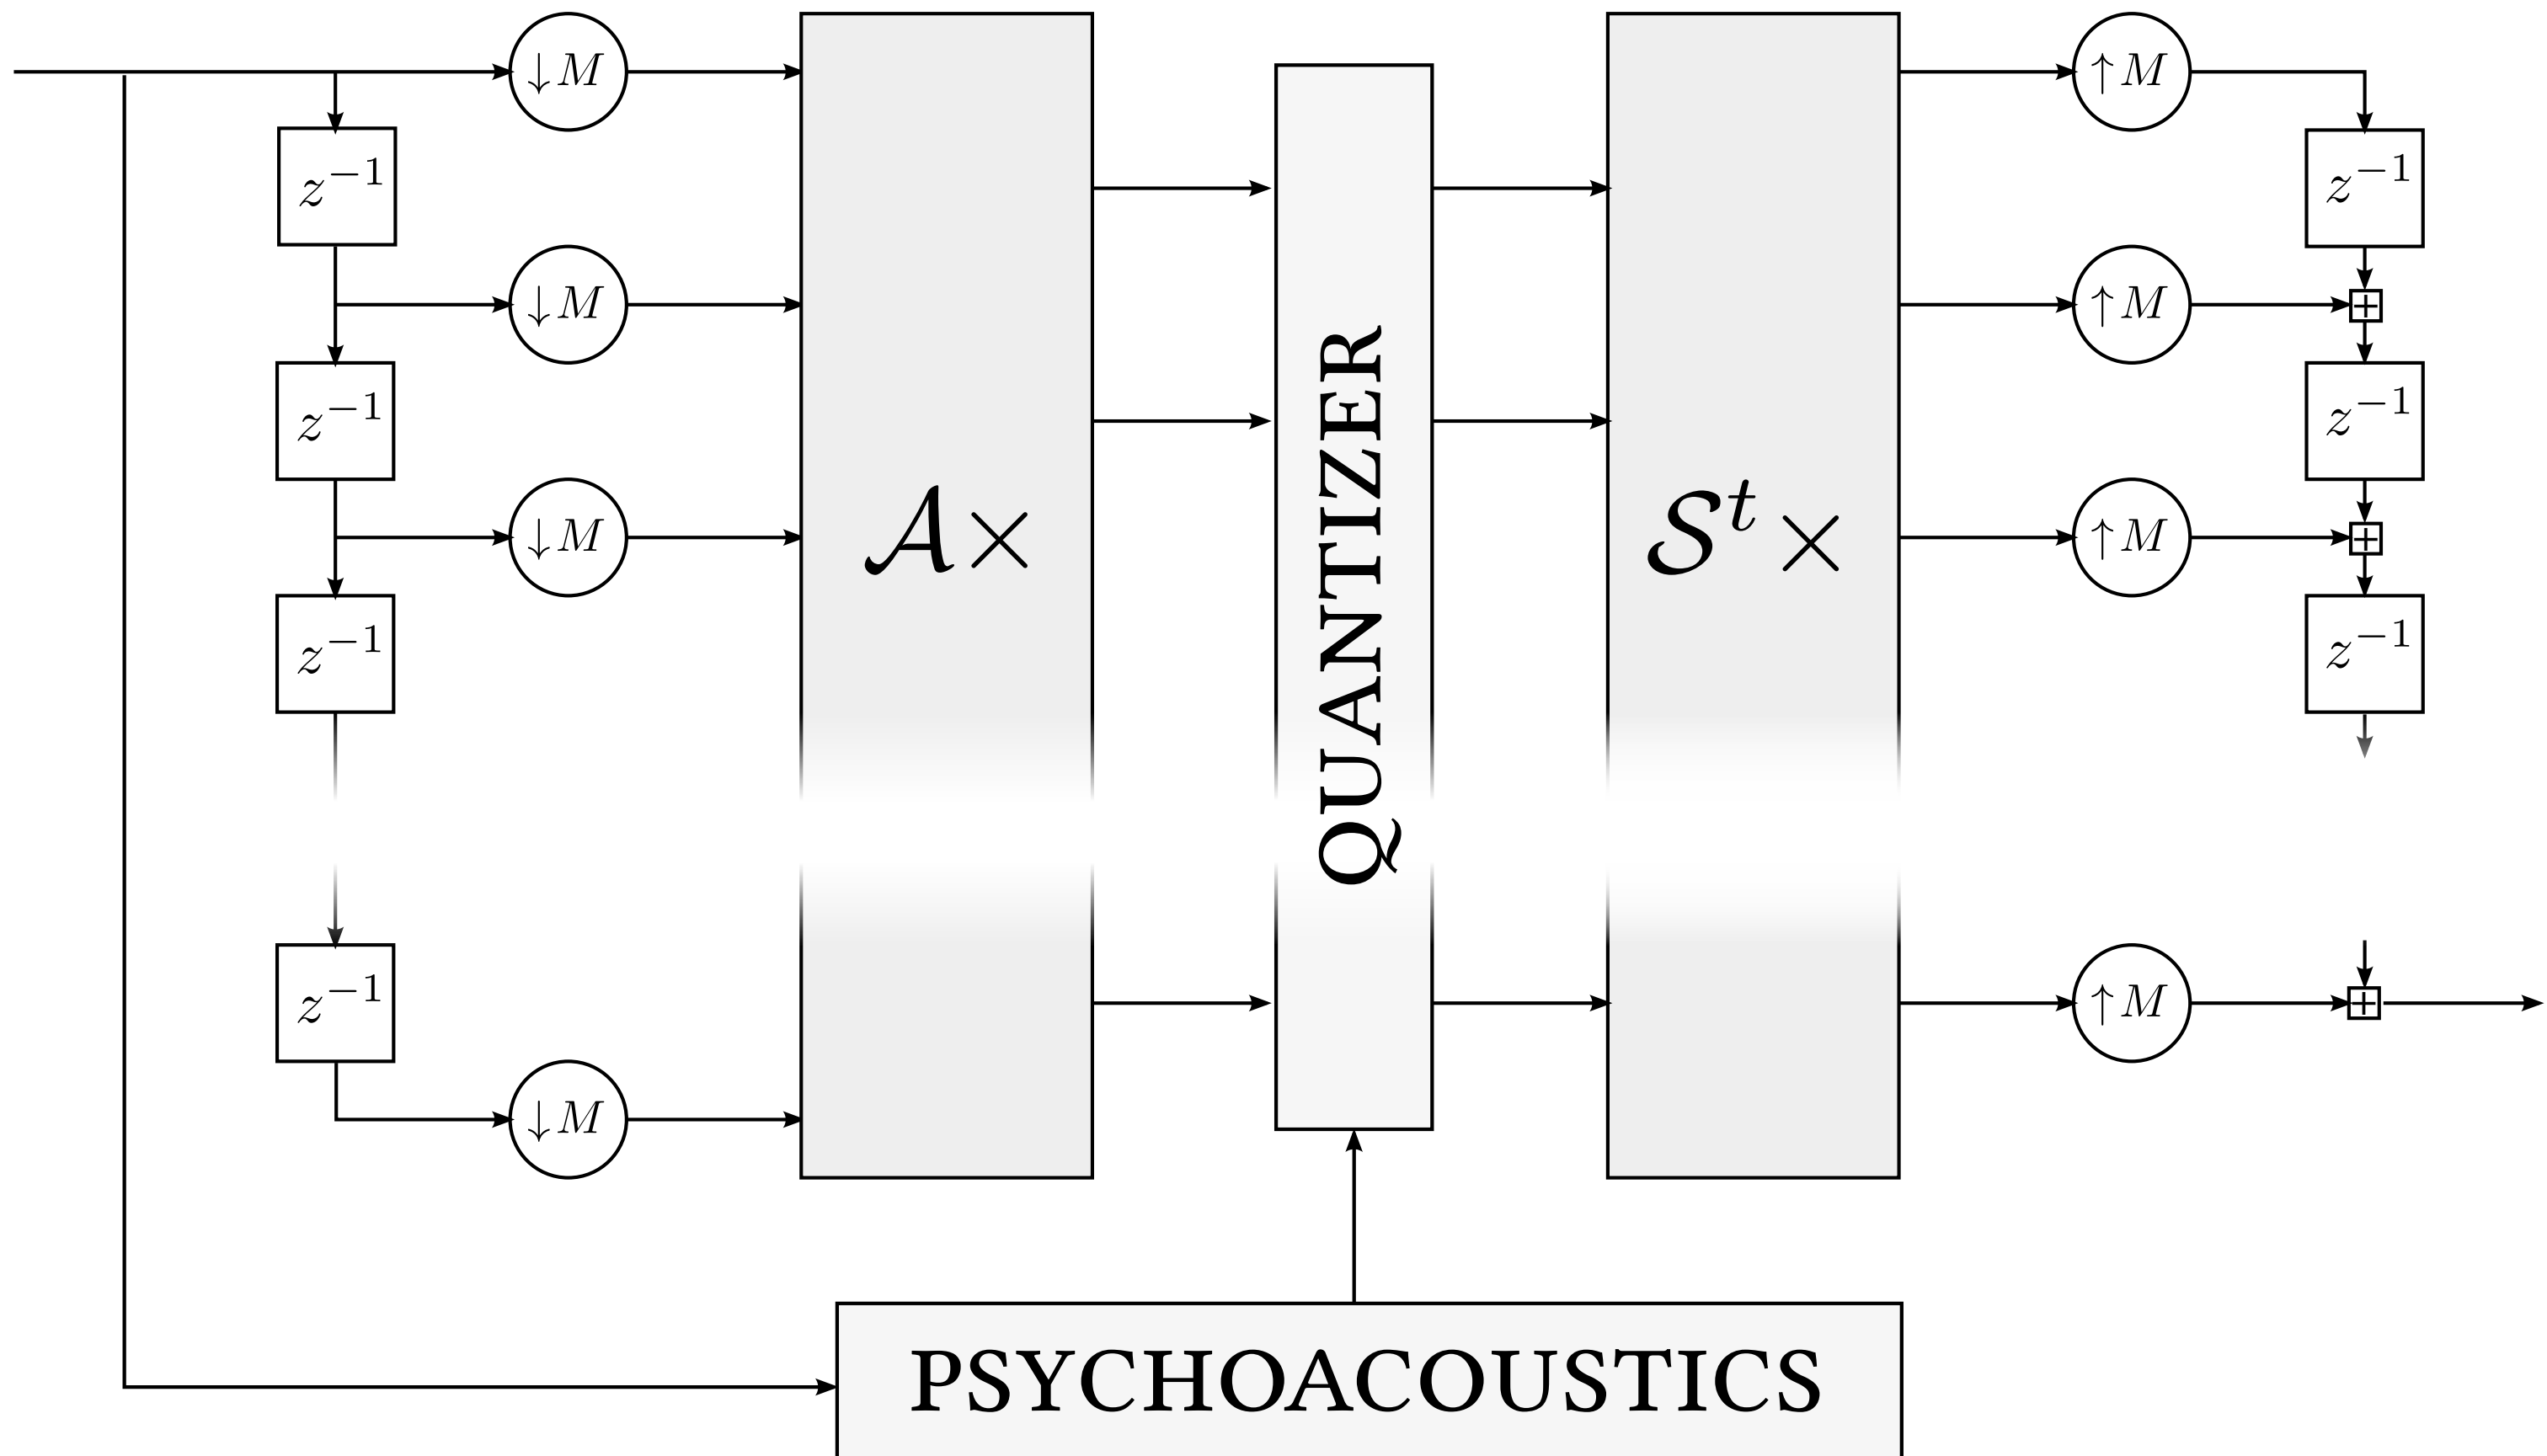 ↓M
z⁻¹
↓M
z⁻¹
↓M
z⁻¹
z⁻¹
↓M
𝒜×
QUANTIZER
𝒮ᵗ×
↑M
z⁻¹
↑M
+
z⁻¹
↑M
+
z⁻¹
↑M
+
PSYCHOACOUSTICS